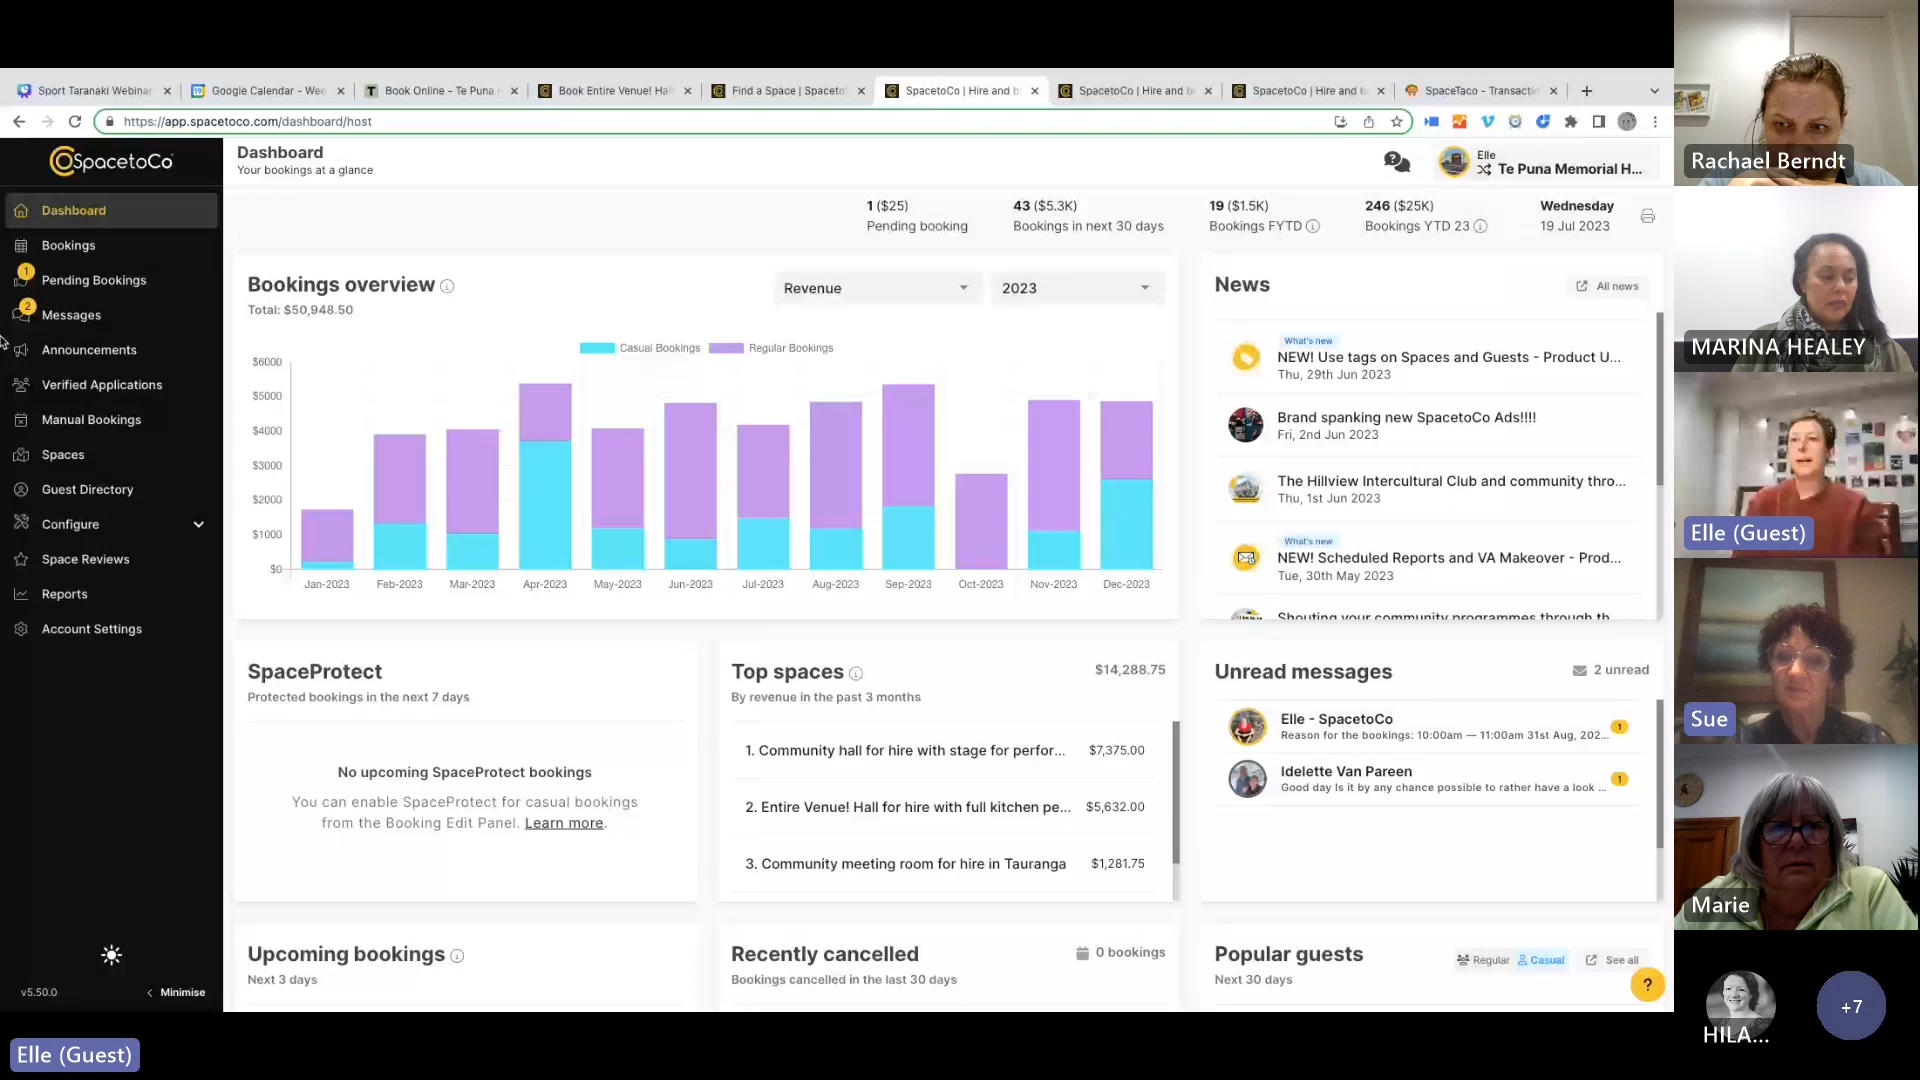 Sport Taranaki Webinar
Google Calendar - Wee
Book Online - Te Puna
Book Entire Venue! Hal
Find a Space | Spaceto
SpacetoCo | Hire and b
SpacetoCo | Hire and b
SpacetoCo | Hire and b
SpaceTaco - Transactio
https://app.spacetoco.com/dashboard/host
SpacetoCo
Dashboard
Bookings
1
Pending Bookings
2
Messages
Announcements
Verified Applications
Manual Bookings
Spaces
Guest Directory
Configure
Space Reviews
Reports
Account Settings
v5.50.0
Minimise
Dashboard
Your bookings at a glance
Elle
Te Puna Memorial H...
1 ($25)
Pending booking
43 ($5.3K)
Bookings in next 30 days
19 ($1.5K)
Bookings FYTD
246 ($25K)
Bookings YTD 23
Wednesday
19 Jul 2023
Bookings overview
Total: $50,948.50
Revenue
2023
Casual Bookings
Regular Bookings
$6000
$5000
$4000
$3000
$2000
$1000
$0
Jan-2023 Feb-2023 Mar-2023 Apr-2023 May-2023 Jun-2023 Jul-2023 Aug-2023 Sep-2023 Oct-2023 Nov-2023 Dec-2023
News
All news
What's new
NEW! Use tags on Spaces and Guests - Product U...
Thu, 29th Jun 2023
Brand spanking new SpacetoCo Ads!!!!
Fri, 2nd Jun 2023
The Hillview Intercultural Club and community thro...
Thu, 1st Jun 2023
What's new
NEW! Scheduled Reports and VA Makeover - Prod...
Tue, 30th May 2023
Shouting your community programmes through th
SpaceProtect
Protected bookings in the next 7 days
No upcoming SpaceProtect bookings
You can enable SpaceProtect for casual bookings
from the Booking Edit Panel. Learn more.
Top spaces
$14,288.75
By revenue in the past 3 months
1. Community hall for hire with stage for perfor... $7,375.00
2. Entire Venue! Hall for hire with full kitchen pe... $5,632.00
3. Community meeting room for hire in Tauranga $1,281.75
Unread messages
2 unread
Elle - SpacetoCo
Reason for the bookings: 10:00am — 11:00am 31st Aug, 202...
1
Idelette Van Pareen
Good day Is it by any chance possible to rather have a look ...
1
Upcoming bookings
Next 3 days
Recently cancelled
0 bookings
Bookings cancelled in the last 30 days
Popular guests
Next 30 days
Regular
Casual
See all
?
Rachael Berndt
MARINA HEALEY
Elle (Guest)
Sue
Marie
HILA...
+7
Elle (Guest)